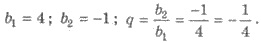 b₁ = 4 ; b₂ = −1 ; q = b₂/b₁ = −1/4 = −1/4 .